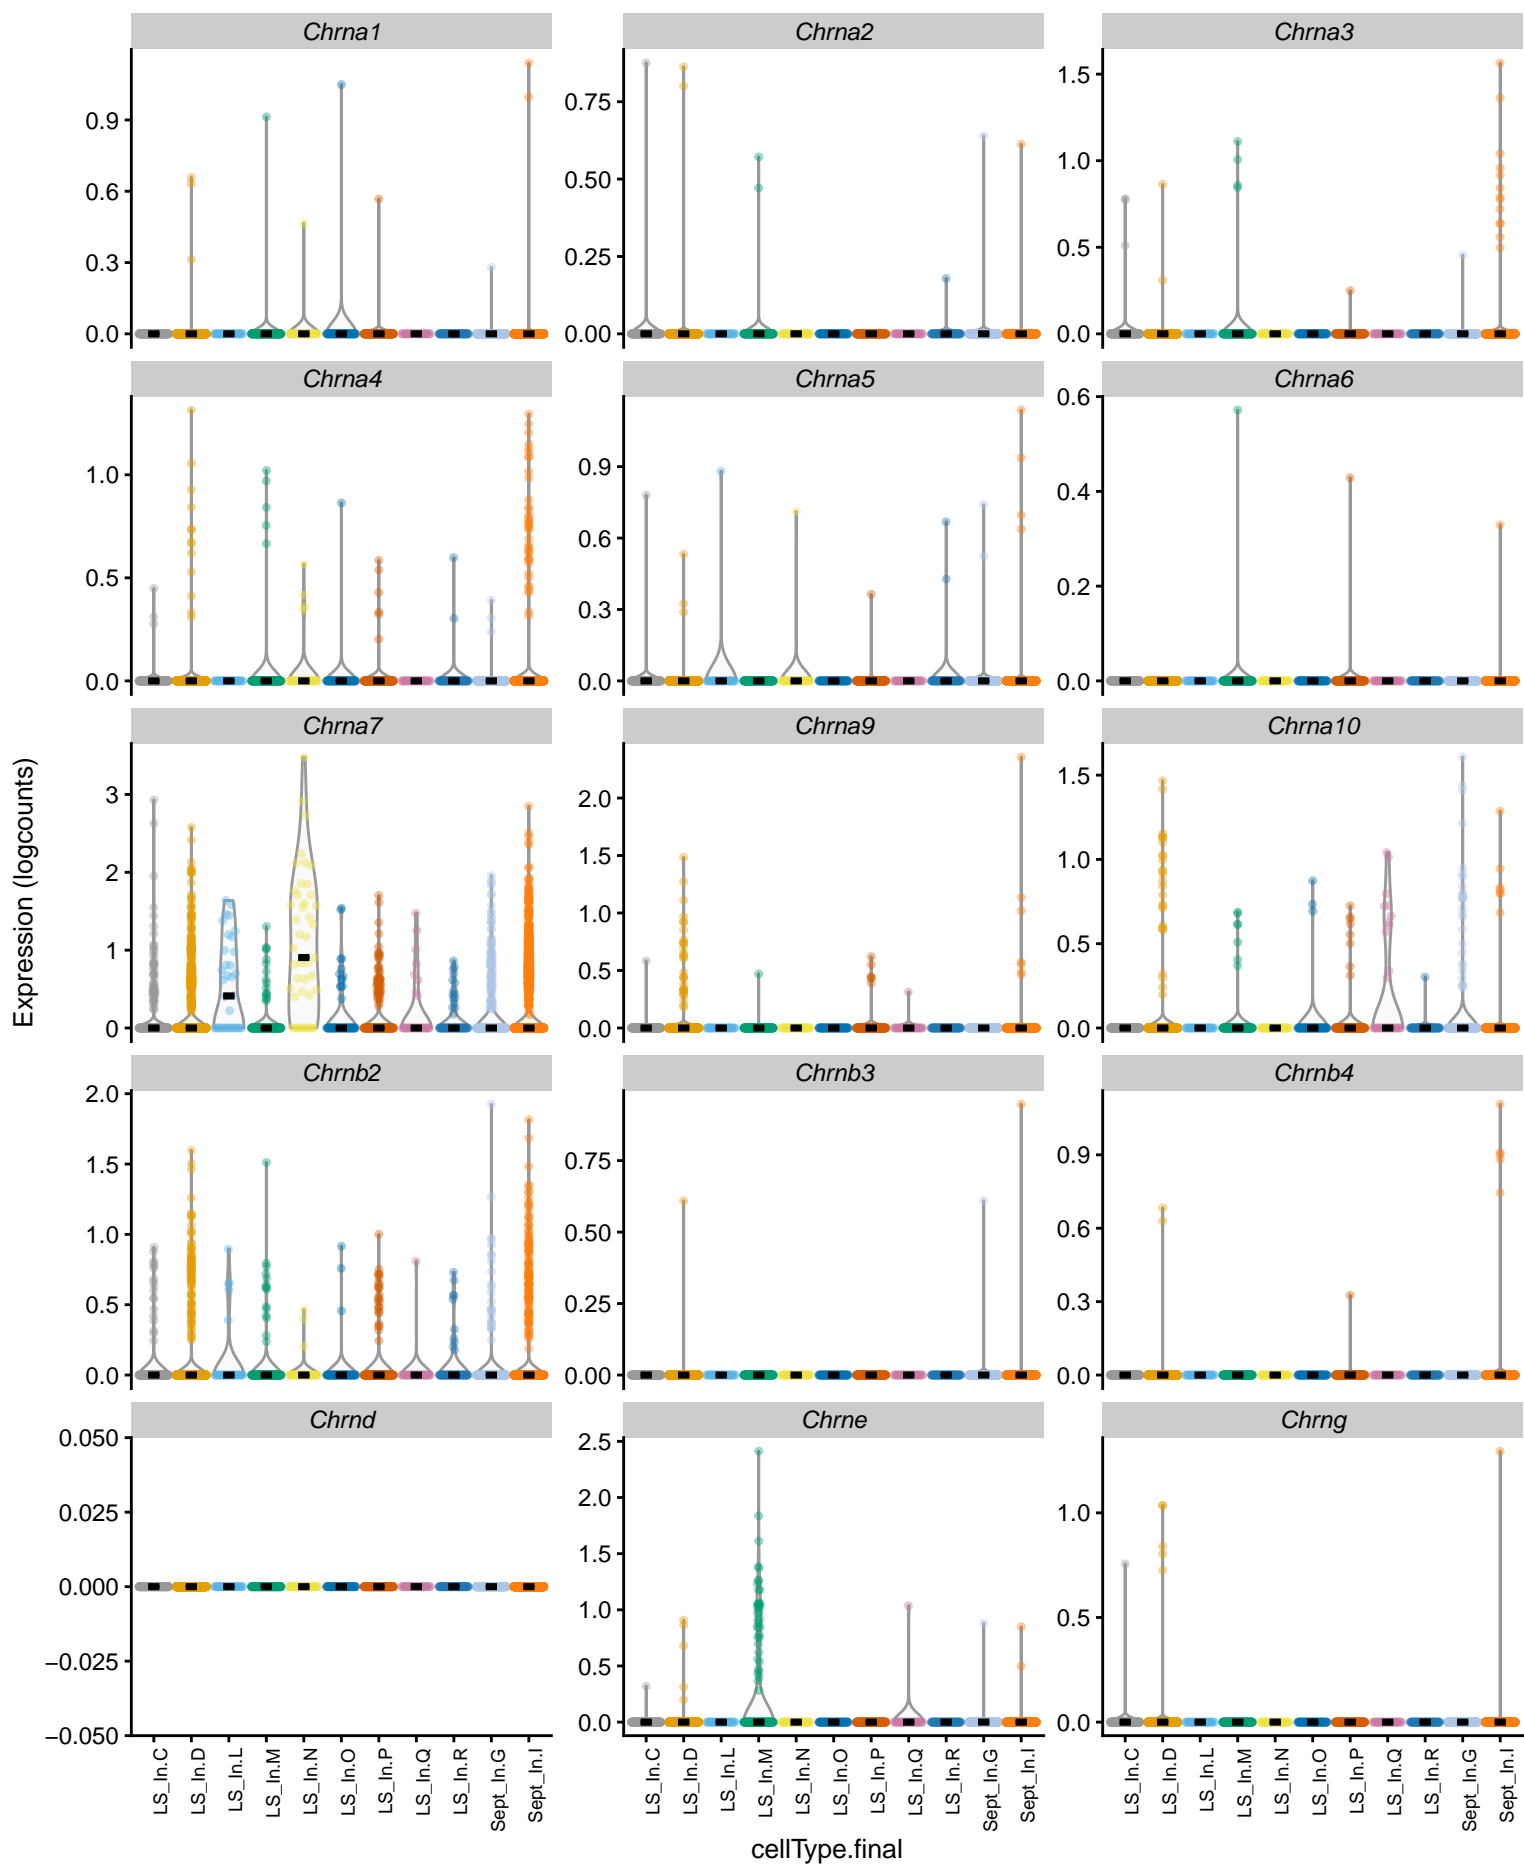 Chrna1 Chrna2 Chrna3
0.9 0.6 0.3 0.0
0.75 0.50 0.25 0.00
1.5 1.0 0.5 0.0
Chrna4 Chrna5 Chrna6
1.0 0.5 0.0
0.9 0.6 0.3 0.0
0.6 0.4 0.2 0.0
Chrna7 Chrna9 Chrna10
3 2 1 0
2.0 1.5 1.0 0.5 0.0
1.5 1.0 0.5 0.0
Expression (logcounts)
Chrnb2 Chrnb3 Chrnb4
2.0 1.5 1.0 0.5 0.0
0.75 0.50 0.25 0.00
0.9 0.6 0.3 0.0
Chrnd Chrne Chrng
0.050 0.025 0.000 −0.025 −0.050
2.5 2.0 1.5 1.0 0.5 0.0
1.0 0.5 0.0
LS_In.C LS_In.D LS_In.L LS_In.M LS_In.N LS_In.O LS_In.P LS_In.Q LS_In.R Sept_In.G Sept_In.I
LS_In.C LS_In.D LS_In.L LS_In.M LS_In.N LS_In.O LS_In.P LS_In.Q LS_In.R Sept_In.G Sept_In.I
LS_In.C LS_In.D LS_In.L LS_In.M LS_In.N LS_In.O LS_In.P LS_In.Q LS_In.R Sept_In.G Sept_In.I
cellType.final